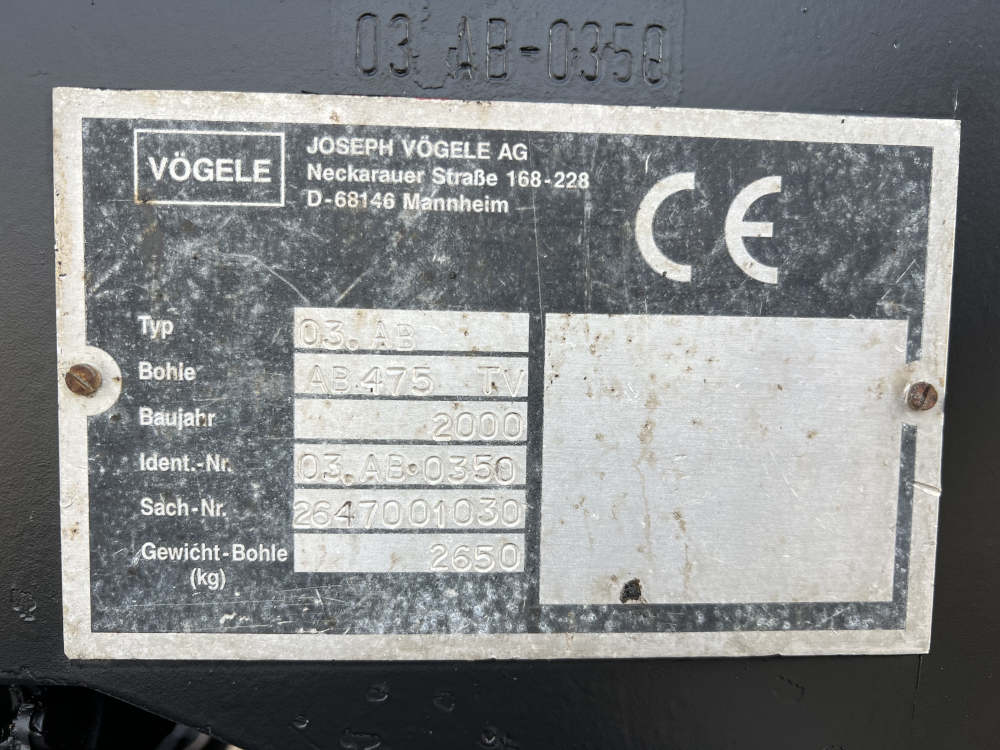 03 AB-0350
VÖGELE
JOSEPH VÖGELE AG
Neckarauer Straße 168-228
D-68146 Mannheim
CE
Typ 03. AB
Bohle AB 475 TV
Baujahr 2000
Ident.-Nr. 03.AB.0350
Sach-Nr. 2647001030
Gewicht-Bohle 2650
(kg)